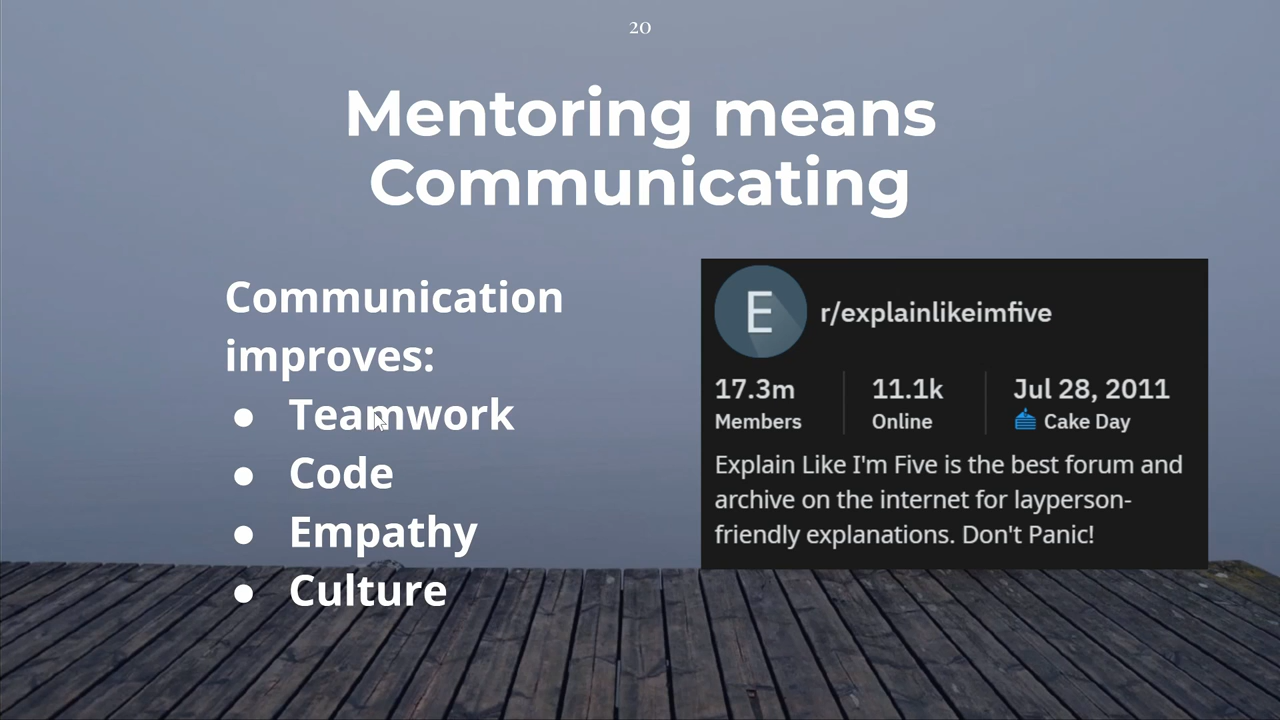 20
Mentoring means
Communicating
Communication
improves:
● Teamwork
● Code
● Empathy
● Culture
E
r/explainlikeimfive
17.3m
Members
11.1k
Online
Jul 28, 2011
Cake Day
Explain Like I'm Five is the best forum and
archive on the internet for layperson-
friendly explanations. Don't Panic!